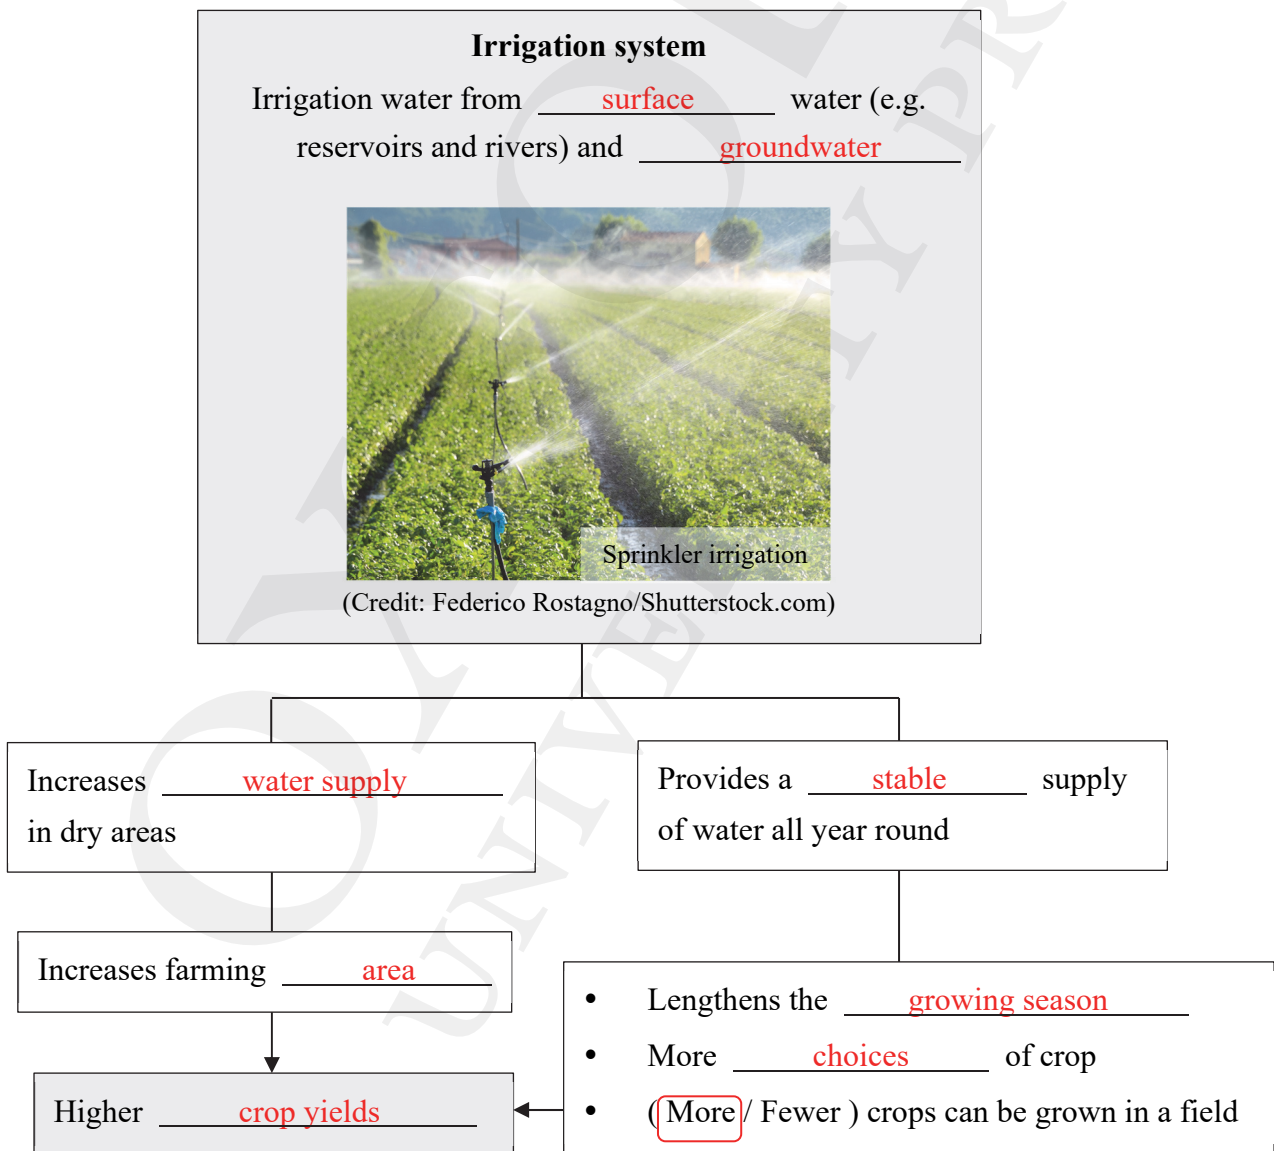 Irrigation system
Irrigation water from surface water (e.g.
reservoirs and rivers) and groundwater
Sprinkler irrigation
(Credit: Federico Rostagno/Shutterstock.com)
Increases water supply
in dry areas
Provides a stable supply
of water all year round
Increases farming area
• Lengthens the growing season
• More choices of crop
• ( More / Fewer ) crops can be grown in a field
Higher crop yields